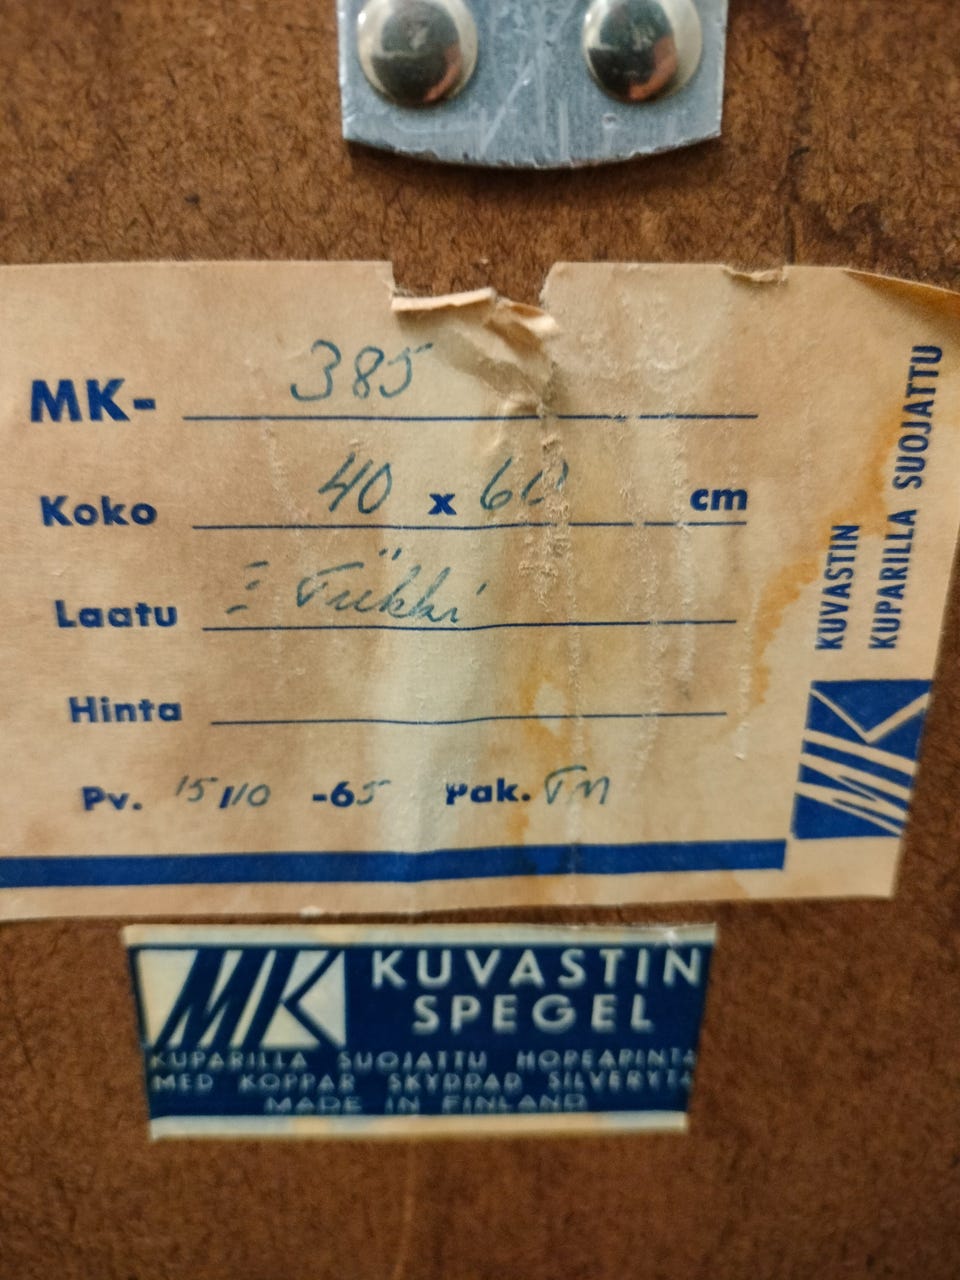 MK- 385
Koko 40 x 60 cm
Laatu
Hinta
Pv. 15/10 -65 Pak. TM
KUVASTIN
KUPARILLA SUOJATTU
MK
MK KUVASTIN
SPEGEL
KUPARILLA SUOJATTU HOPEAPINTA
MED KOPPAR SKYDDAD SILVERYTA
MADE IN FINLAND